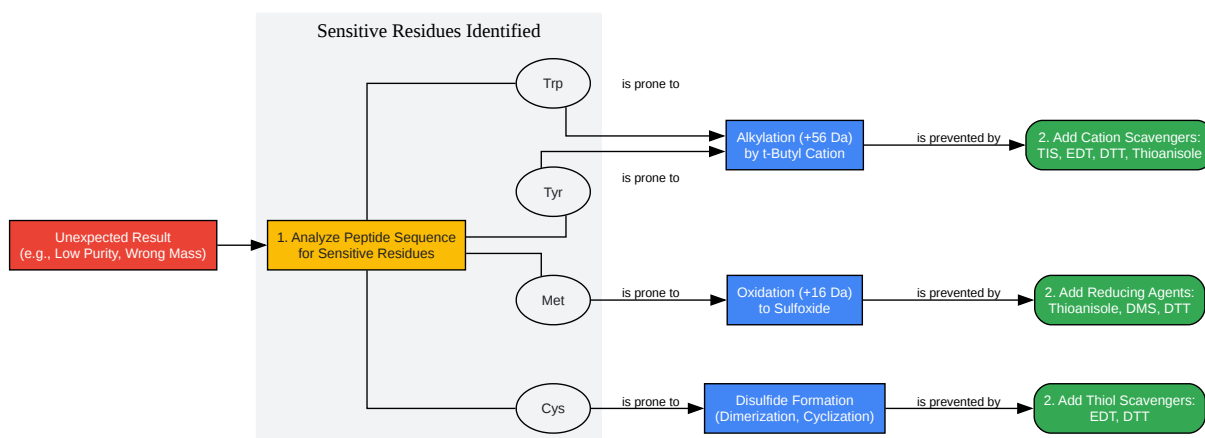 Sensitive Residues Identified
Trp
is prone to
Alkylation (+56 Da)
by t-Butyl Cation
is prevented by
2. Add Cation Scavengers:
TIS, EDT, DTT, Thioanisole
Tyr
is prone to
Unexpected Result
(e.g., Low Purity, Wrong Mass)
1. Analyze Peptide Sequence
for Sensitive Residues
Met
is prone to
Oxidation (+16 Da)
to Sulfoxide
is prevented by
2. Add Reducing Agents:
Thioanisole, DMS, DTT
Cys
is prone to
Disulfide Formation
(Dimerization, Cyclization)
is prevented by
2. Add Thiol Scavengers:
EDT, DTT